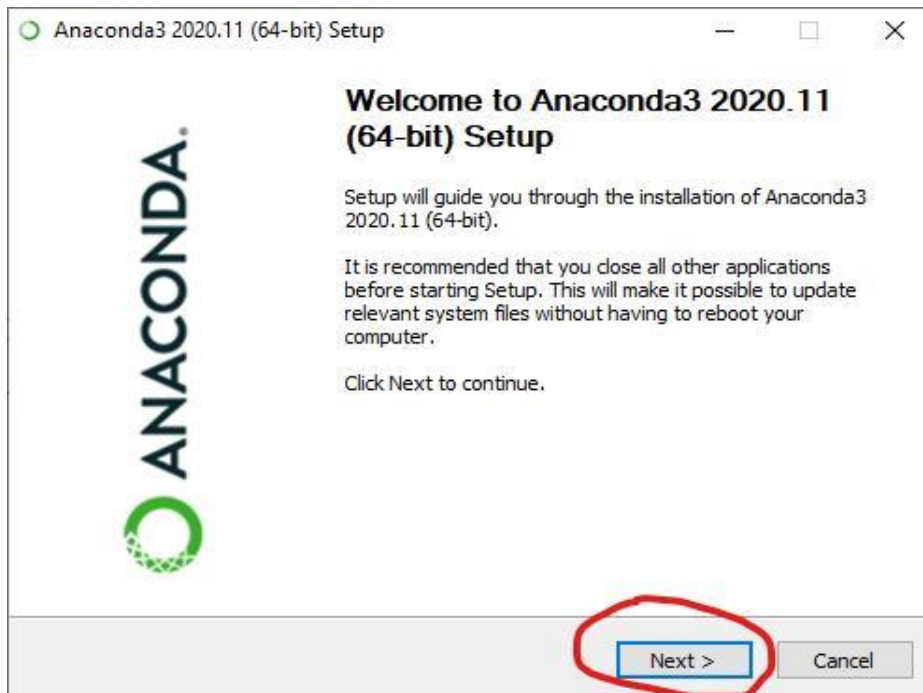 Anaconda3 2020.11 (64-bit) Setup
Welcome to Anaconda3 2020.11
(64-bit) Setup
Setup will guide you through the installation of Anaconda3
2020.11 (64-bit).
It is recommended that you close all other applications
before starting Setup. This will make it possible to update
relevant system files without having to reboot your
computer.
Click Next to continue.
ANACONDA.
Next >
Cancel